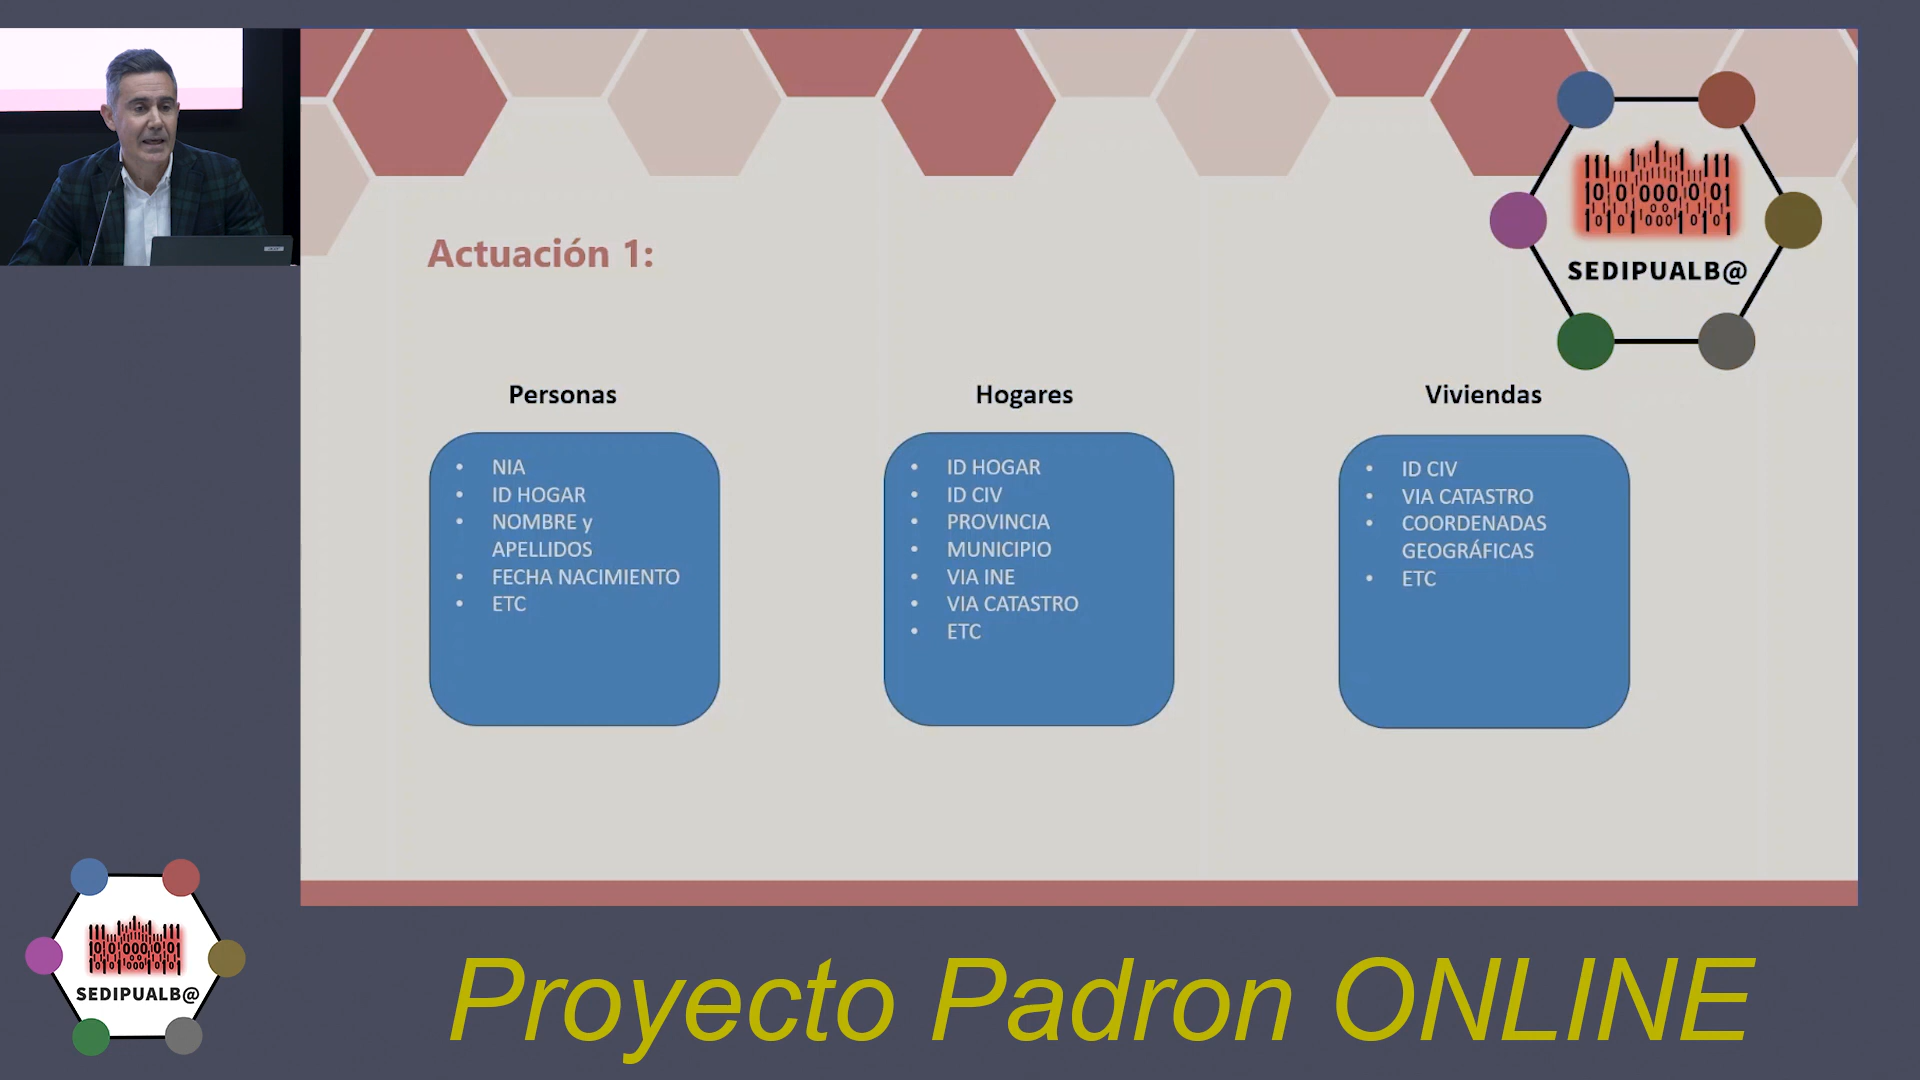 Actuación 1:
SEDIPUALB@
Personas
NIA
ID HOGAR
NOMBRE y
APELLIDOS
FECHA NACIMIENTO
ETC
Hogares
ID HOGAR
ID CIV
PROVINCIA
MUNICIPIO
VIA INE
VIA CATASTRO
ETC
Viviendas
ID CIV
VIA CATASTRO
COORDENADAS
GEOGRÁFICAS
ETC
SEDIPUALB@
Proyecto Padron ONLINE